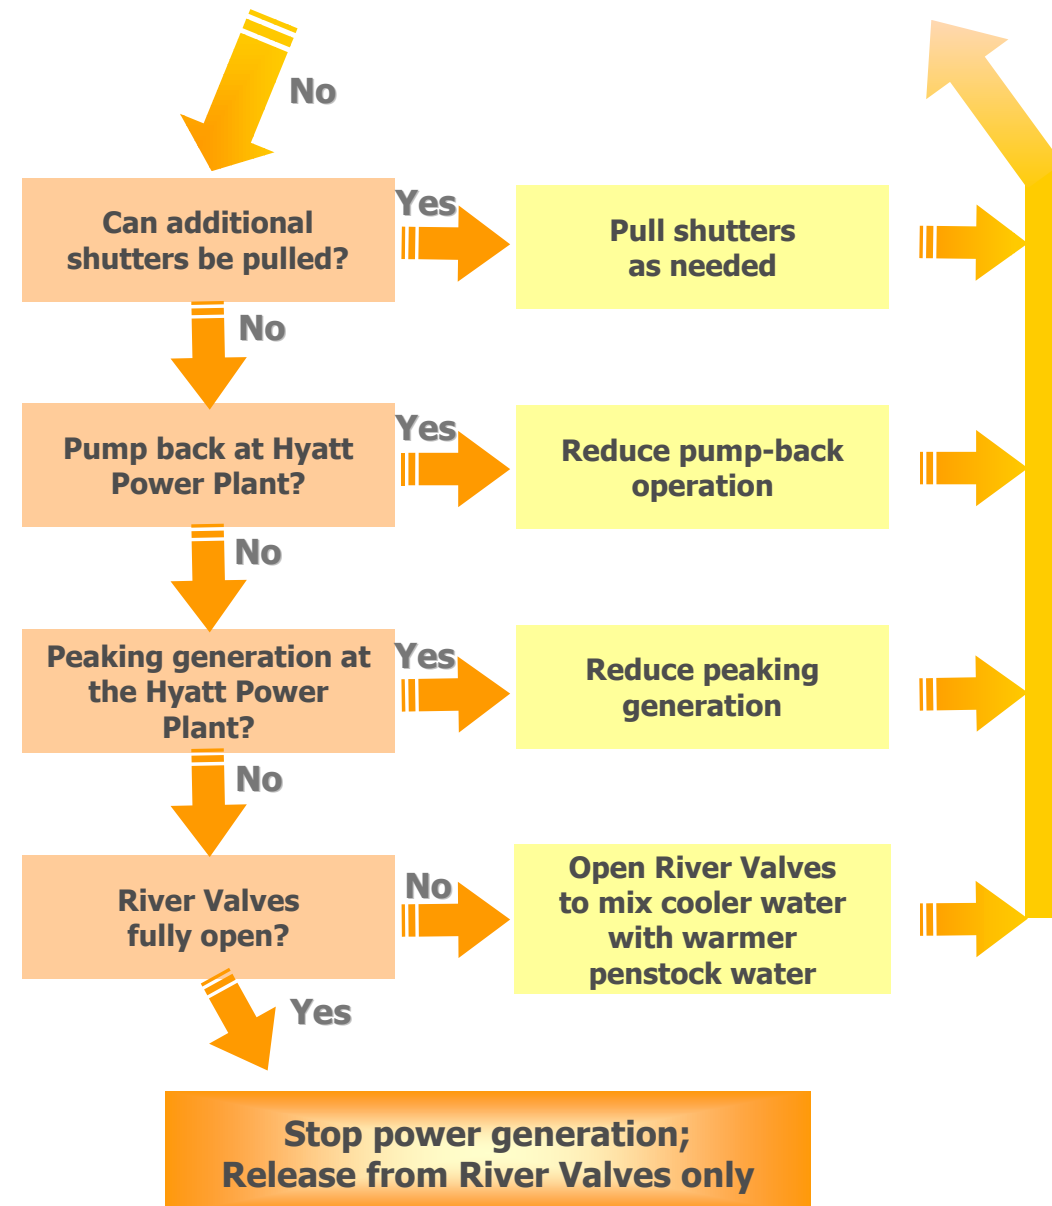 No
Can additional
shutters be pulled?
Yes
Pull shutters
as needed
No
Pump back at Hyatt
Power Plant?
Yes
Reduce pump-back
operation
No
Peaking generation at
the Hyatt Power
Plant?
Yes
Reduce peaking
generation
No
River Valves
fully open?
No
Open River Valves
to mix cooler water
with warmer
penstock water
Yes
Stop power generation;
Release from River Valves only